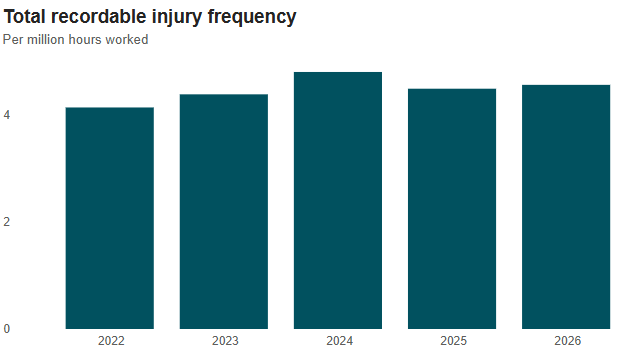 Total recordable injury frequency
Per million hours worked
4
2
0
2022 2023 2024 2025 2026